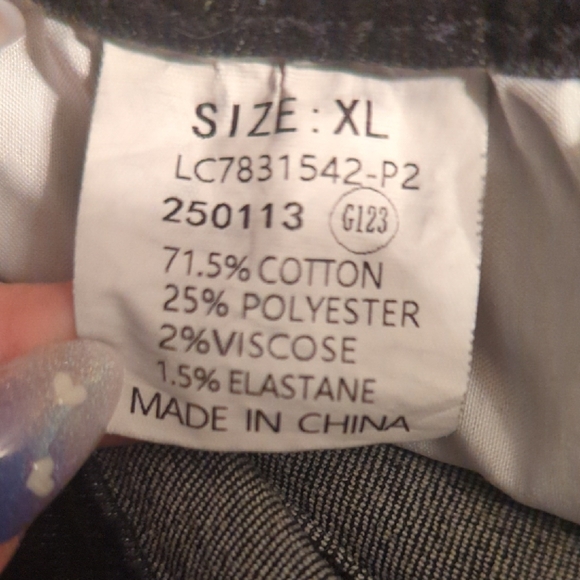 SIZE: XL
LC7831542-P2
250113 G123
71.5% COTTON
25% POLYESTER
2%VISCOSE
1.5% ELASTANE
MADE IN CHINA